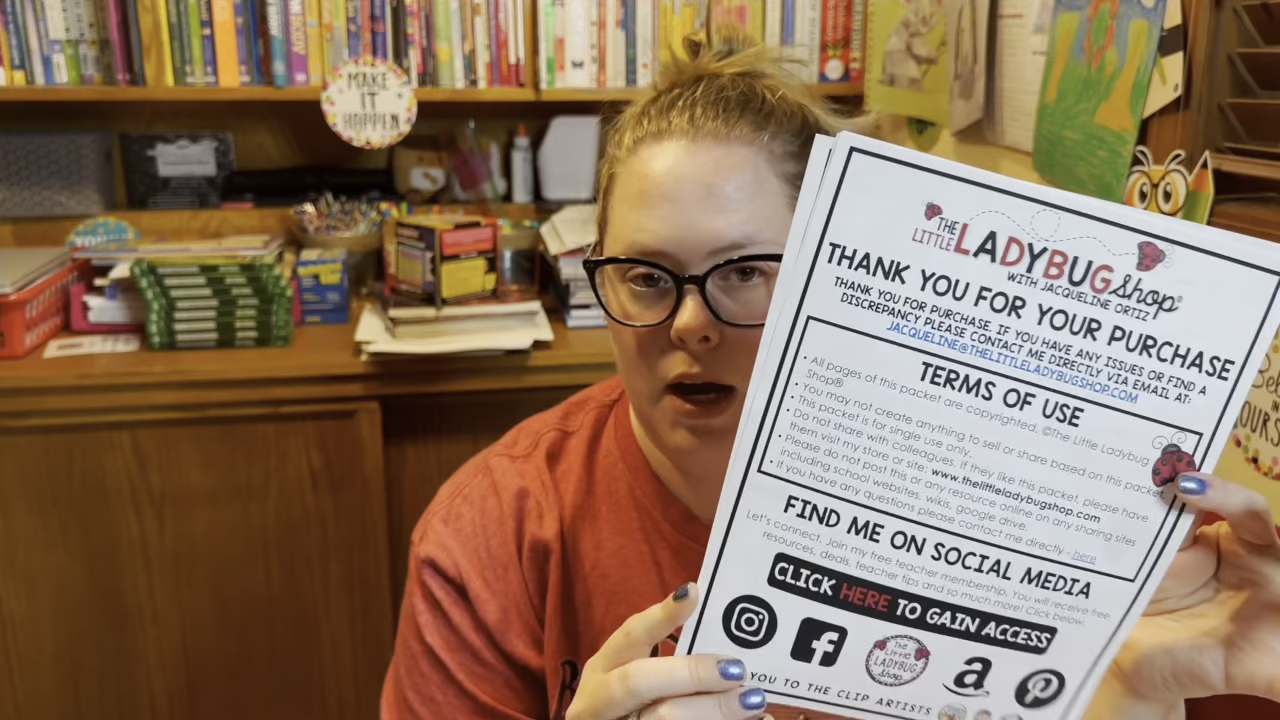 MAKE
IT
HAPPEN
THE
LITTLE LADYBUG Shop®
WITH JACQUELINE ORTIZ
THANK YOU FOR YOUR PURCHASE
THANK YOU FOR PURCHASE. IF YOU HAVE ANY ISSUES OR FIND A
DISCREPANCY PLEASE CONTACT ME DIRECTLY VIA EMAIL AT:
JACQUELINE@THELITTLELADYBUGSHOP.COM
TERMS OF USE
• All pages of this packet are copyrighted. ©The Little Ladybug
Shop®
• You may not create anything to sell or share based on this packet.
• This packet is for single use only.
• Do not share with colleagues. If they like this packet, please have
them visit my store or site: www.thelittleladybugshop.com
• Please do not post this or any resource online on any sharing sites
including school websites, wikis, google drive.
• If you have any questions please contact me directly - here
FIND ME ON SOCIAL MEDIA
Let's connect. Join my free teacher membership. You will receive free
resources, deals, teacher tips and so much more! Click below.
CLICK HERE TO GAIN ACCESS
The
Little
LADYBUG
Shop
YOU TO THE CLIP ARTISTS